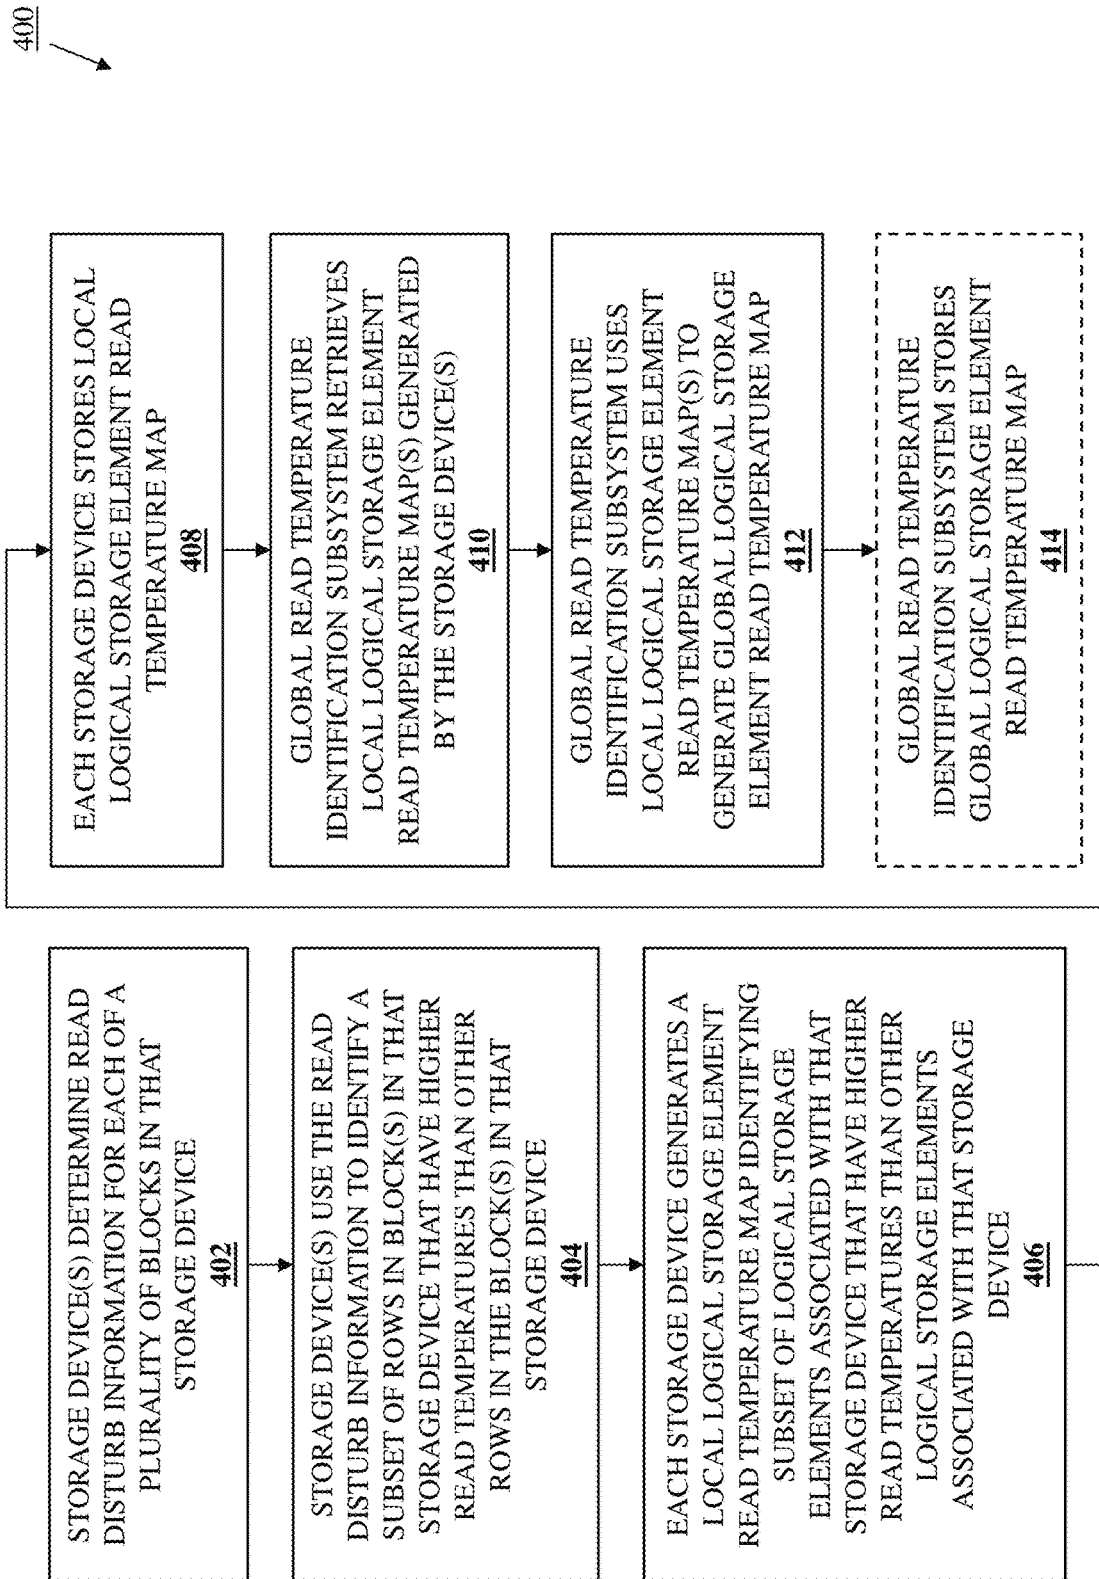 400
STORAGE DEVICE(S) DETERMINE READ
DISTURB INFORMATION FOR EACH OF A
PLURALITY OF BLOCKS IN THAT
STORAGE DEVICE
402
STORAGE DEVICE(S) USE THE READ
DISTURB INFORMATION TO IDENTIFY A
SUBSET OF ROWS IN BLOCK(S) IN THAT
STORAGE DEVICE THAT HAVE HIGHER
READ TEMPERATURES THAN OTHER
ROWS IN THE BLOCK(S) IN THAT
STORAGE DEVICE
404
EACH STORAGE DEVICE GENERATES A
LOCAL LOGICAL STORAGE ELEMENT
READ TEMPERATURE MAP IDENTIFYING
SUBSET OF LOGICAL STORAGE
ELEMENTS ASSOCIATED WITH THAT
STORAGE DEVICE THAT HAVE HIGHER
READ TEMPERATURES THAN OTHER
LOGICAL STORAGE ELEMENTS
ASSOCIATED WITH THAT STORAGE
DEVICE
406
EACH STORAGE DEVICE STORES LOCAL
LOGICAL STORAGE ELEMENT READ
TEMPERATURE MAP
408
GLOBAL READ TEMPERATURE
IDENTIFICATION SUBSYSTEM RETRIEVES
LOCAL LOGICAL STORAGE ELEMENT
READ TEMPERATURE MAP(S) GENERATED
BY THE STORAGE DEVICE(S)
410
GLOBAL READ TEMPERATURE
IDENTIFICATION SUBSYSTEM USES
LOCAL LOGICAL STORAGE ELEMENT
READ TEMPERATURE MAP(S) TO
GENERATE GLOBAL LOGICAL STORAGE
ELEMENT READ TEMPERATURE MAP
412
GLOBAL READ TEMPERATURE
IDENTIFICATION SUBSYSTEM STORES
GLOBAL LOGICAL STORAGE ELEMENT
READ TEMPERATURE MAP
414